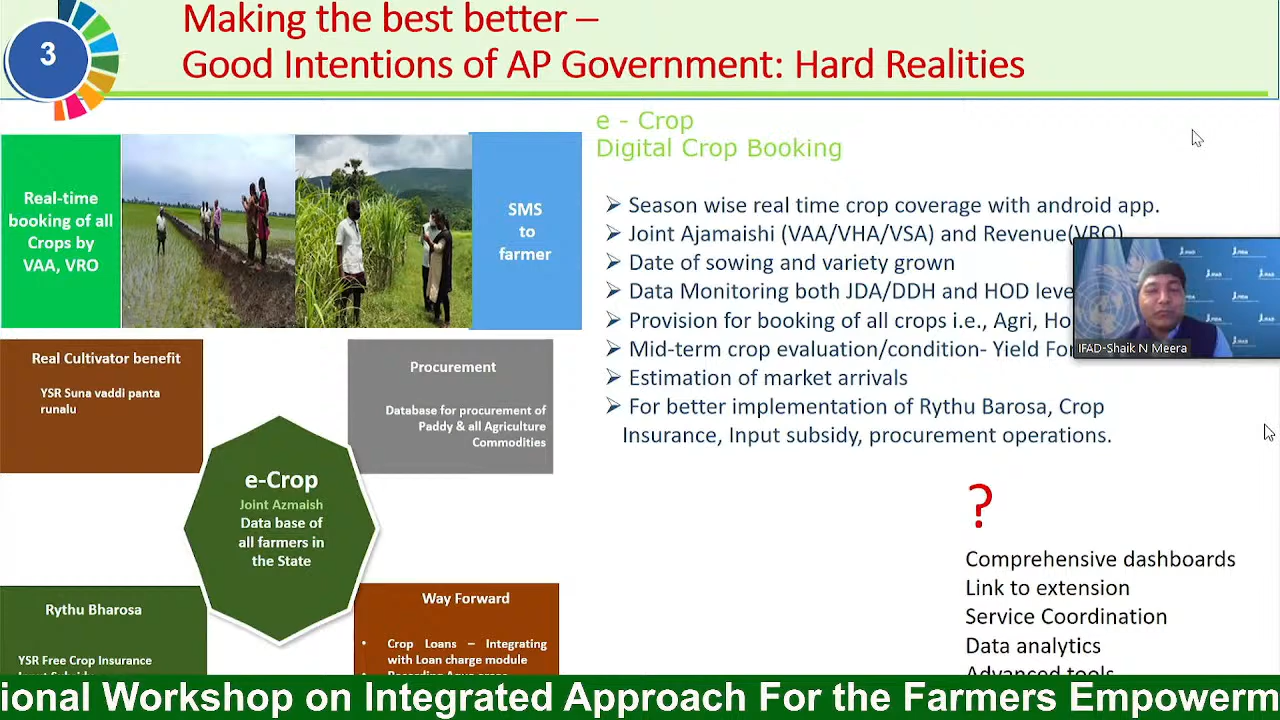 3
Making the best better –
Good Intentions of AP Government: Hard Realities
Real-time
booking of all
Crops by
VAA, VRO
SMS
to
farmer
Real Cultivator benefit
YSR Suna vaddi panta
runalu
Procurement
Database for procurement of
Paddy & all Agriculture
Commodities
e-Crop
Joint Azmaish
Data base of
all farmers in
the State
Rythu Bharosa
YSR Free Crop Insurance
Way Forward
• Crop Loans – Integrating
with Loan charge module
e - Crop
Digital Crop Booking
➢ Season wise real time crop coverage with android app.
➢ Joint Ajamaishi (VAA/VHA/VSA) and Revenue(VRO)
➢ Date of sowing and variety grown
➢ Data Monitoring both JDA/DDH and HOD leve
➢ Provision for booking of all crops i.e., Agri, Ho
➢ Mid-term crop evaluation/condition- Yield For
➢ Estimation of market arrivals
➢ For better implementation of Rythu Barosa, Crop
Insurance, Input subsidy, procurement operations.
IFAD-Shaik N Meera
?
Comprehensive dashboards
Link to extension
Service Coordination
Data analytics
Advanced tools
ional Workshop on Integrated Approach For the Farmers Empowerm